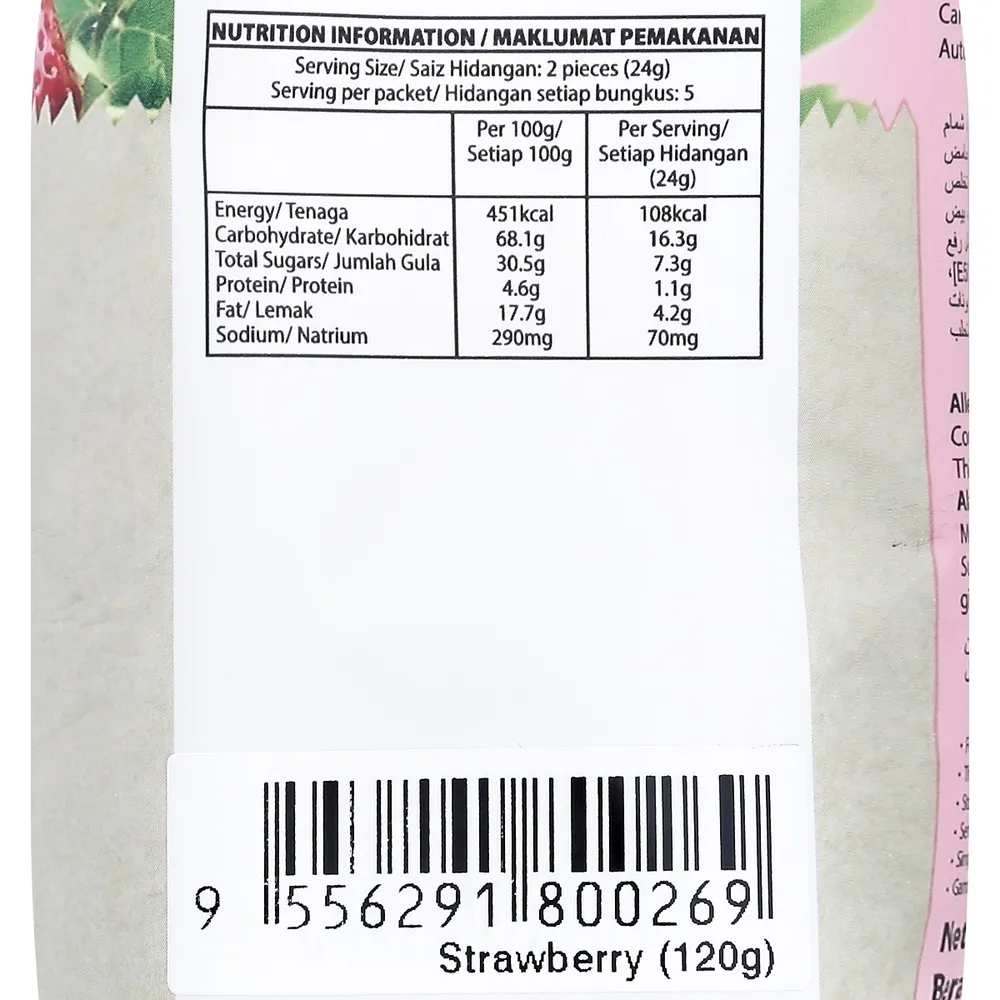 NUTRITION INFORMATION / MAKLUMAT PEMAKANAN
Serving Size/ Saiz Hidangan: 2 pieces (24g)
Serving per packet/ Hidangan setiap bungkus: 5
Per 100g/ Setiap 100g
Per Serving/ Setiap Hidangan (24g)
Energy/ Tenaga 451kcal 108kcal
Carbohydrate/ Karbohidrat 68.1g 16.3g
Total Sugars/ Jumlah Gula 30.5g 7.3g
Protein/ Protein 4.6g 1.1g
Fat/ Lemak 17.7g 4.2g
Sodium/ Natrium 290mg 70mg
9 556291 800269
Strawberry (120g)
شمام
Net